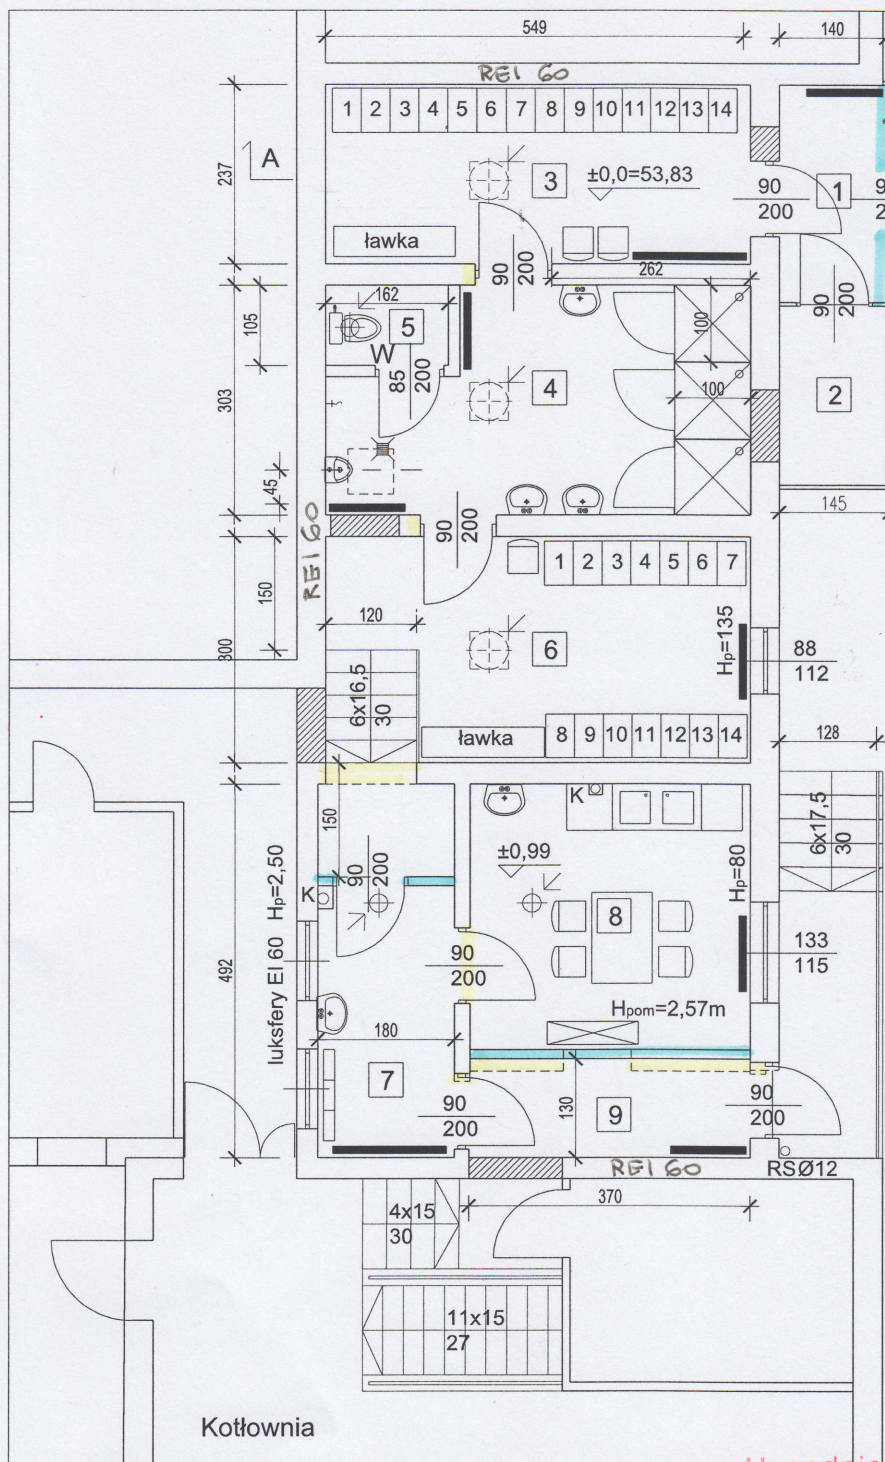 549
140
REI 60
1 2 3 4 5 6 7 8 9 10 11 12 13 14
A
237
3
±0,0=53,83
90
200
1
ławka
90
200
262
162
105
5
W
85
200
100
90
200
303
4
100
2
45
90
200
145
REI 60
1 2 3 4 5 6 7
150
120
300
6
Hp=135
88
112
6x16,5
30
ławka
8 9 10 11 12 13 14
128
150
K
6x17,5
30
±0,99
90
200
Hp=80
K
luksfery EI 60 Hp=2,50
8
492
90
200
133
115
Hpom=2,57m
180
7
90
200
130
9
90
200
REI 60
RSØ12
4x15
30
370
11x15
27
Kotłownia